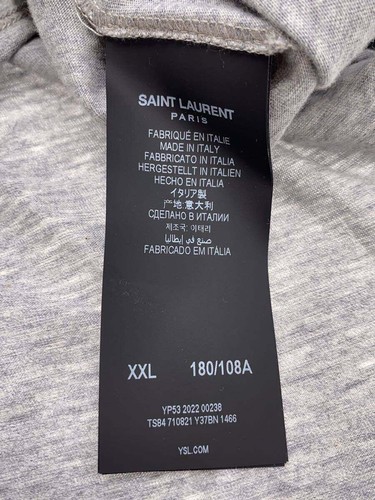 SAINT LAURENT
PARIS
FABRIQUÉ EN ITALIE
MADE IN ITALY
FABBRICATO IN ITALIA
HERGESTELLT IN ITALIEN
HECHO EN ITALIA
イタリア製
产地:意大利
СДЕЛАНО В ИТАЛИИ
제조국: 이태리
صنع في إيطاليا
FABRICADO EM ITÁLIA
XXL 180/108A
YP53 2022 00238
TS84 710821 Y37BN 1466
YSL.COM